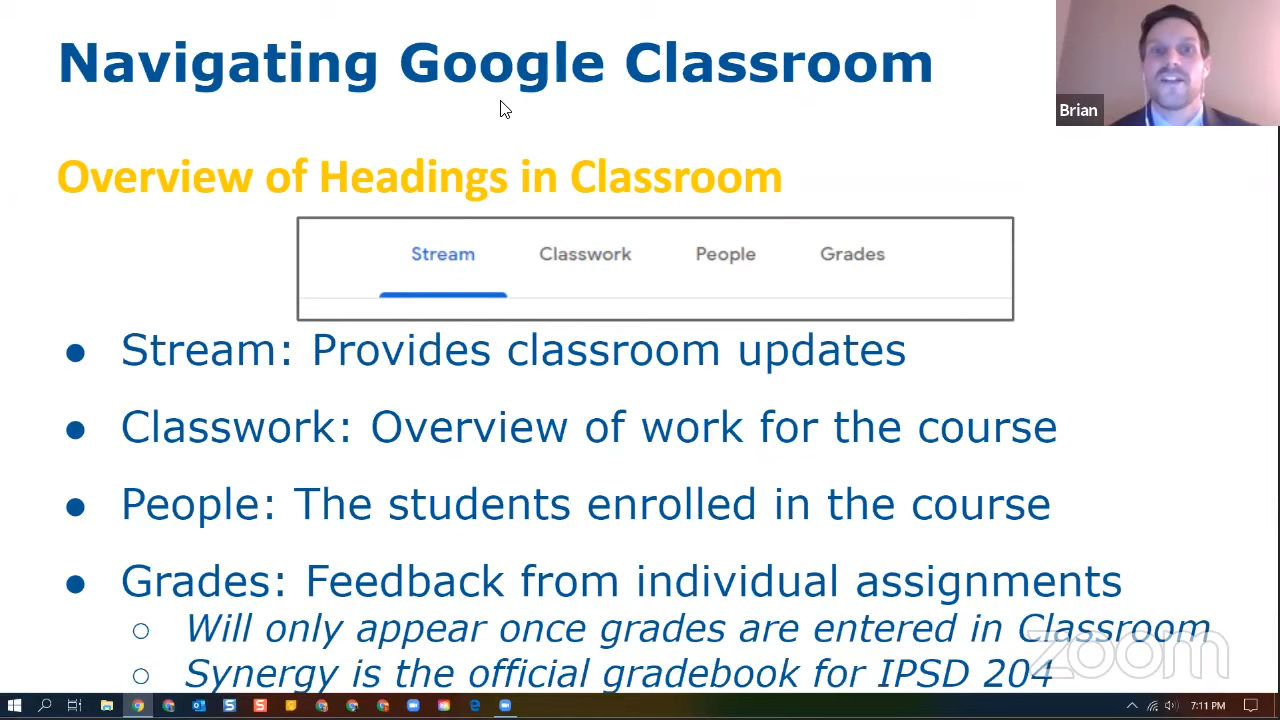 Navigating Google Classroom
Brian
Overview of Headings in Classroom
Stream Classwork People Grades
● Stream: Provides classroom updates
● Classwork: Overview of work for the course
● People: The students enrolled in the course
● Grades: Feedback from individual assignments
○ Will only appear once grades are entered in Classroom
○ Synergy is the official gradebook for IPSD 204
zoom
7:11 PM